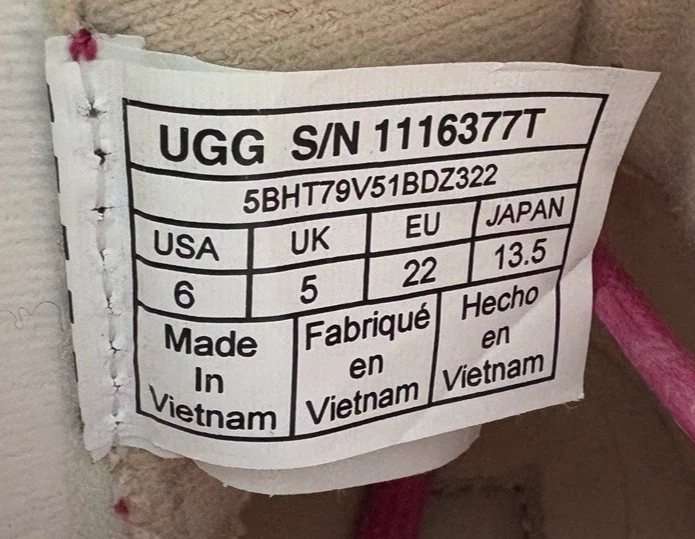 UGG S/N 1116377T
5BHT79V51BDZ322
USA UK EU JAPAN
6 5 22 13.5
Made Fabriqué Hecho
In en en
Vietnam Vietnam Vietnam